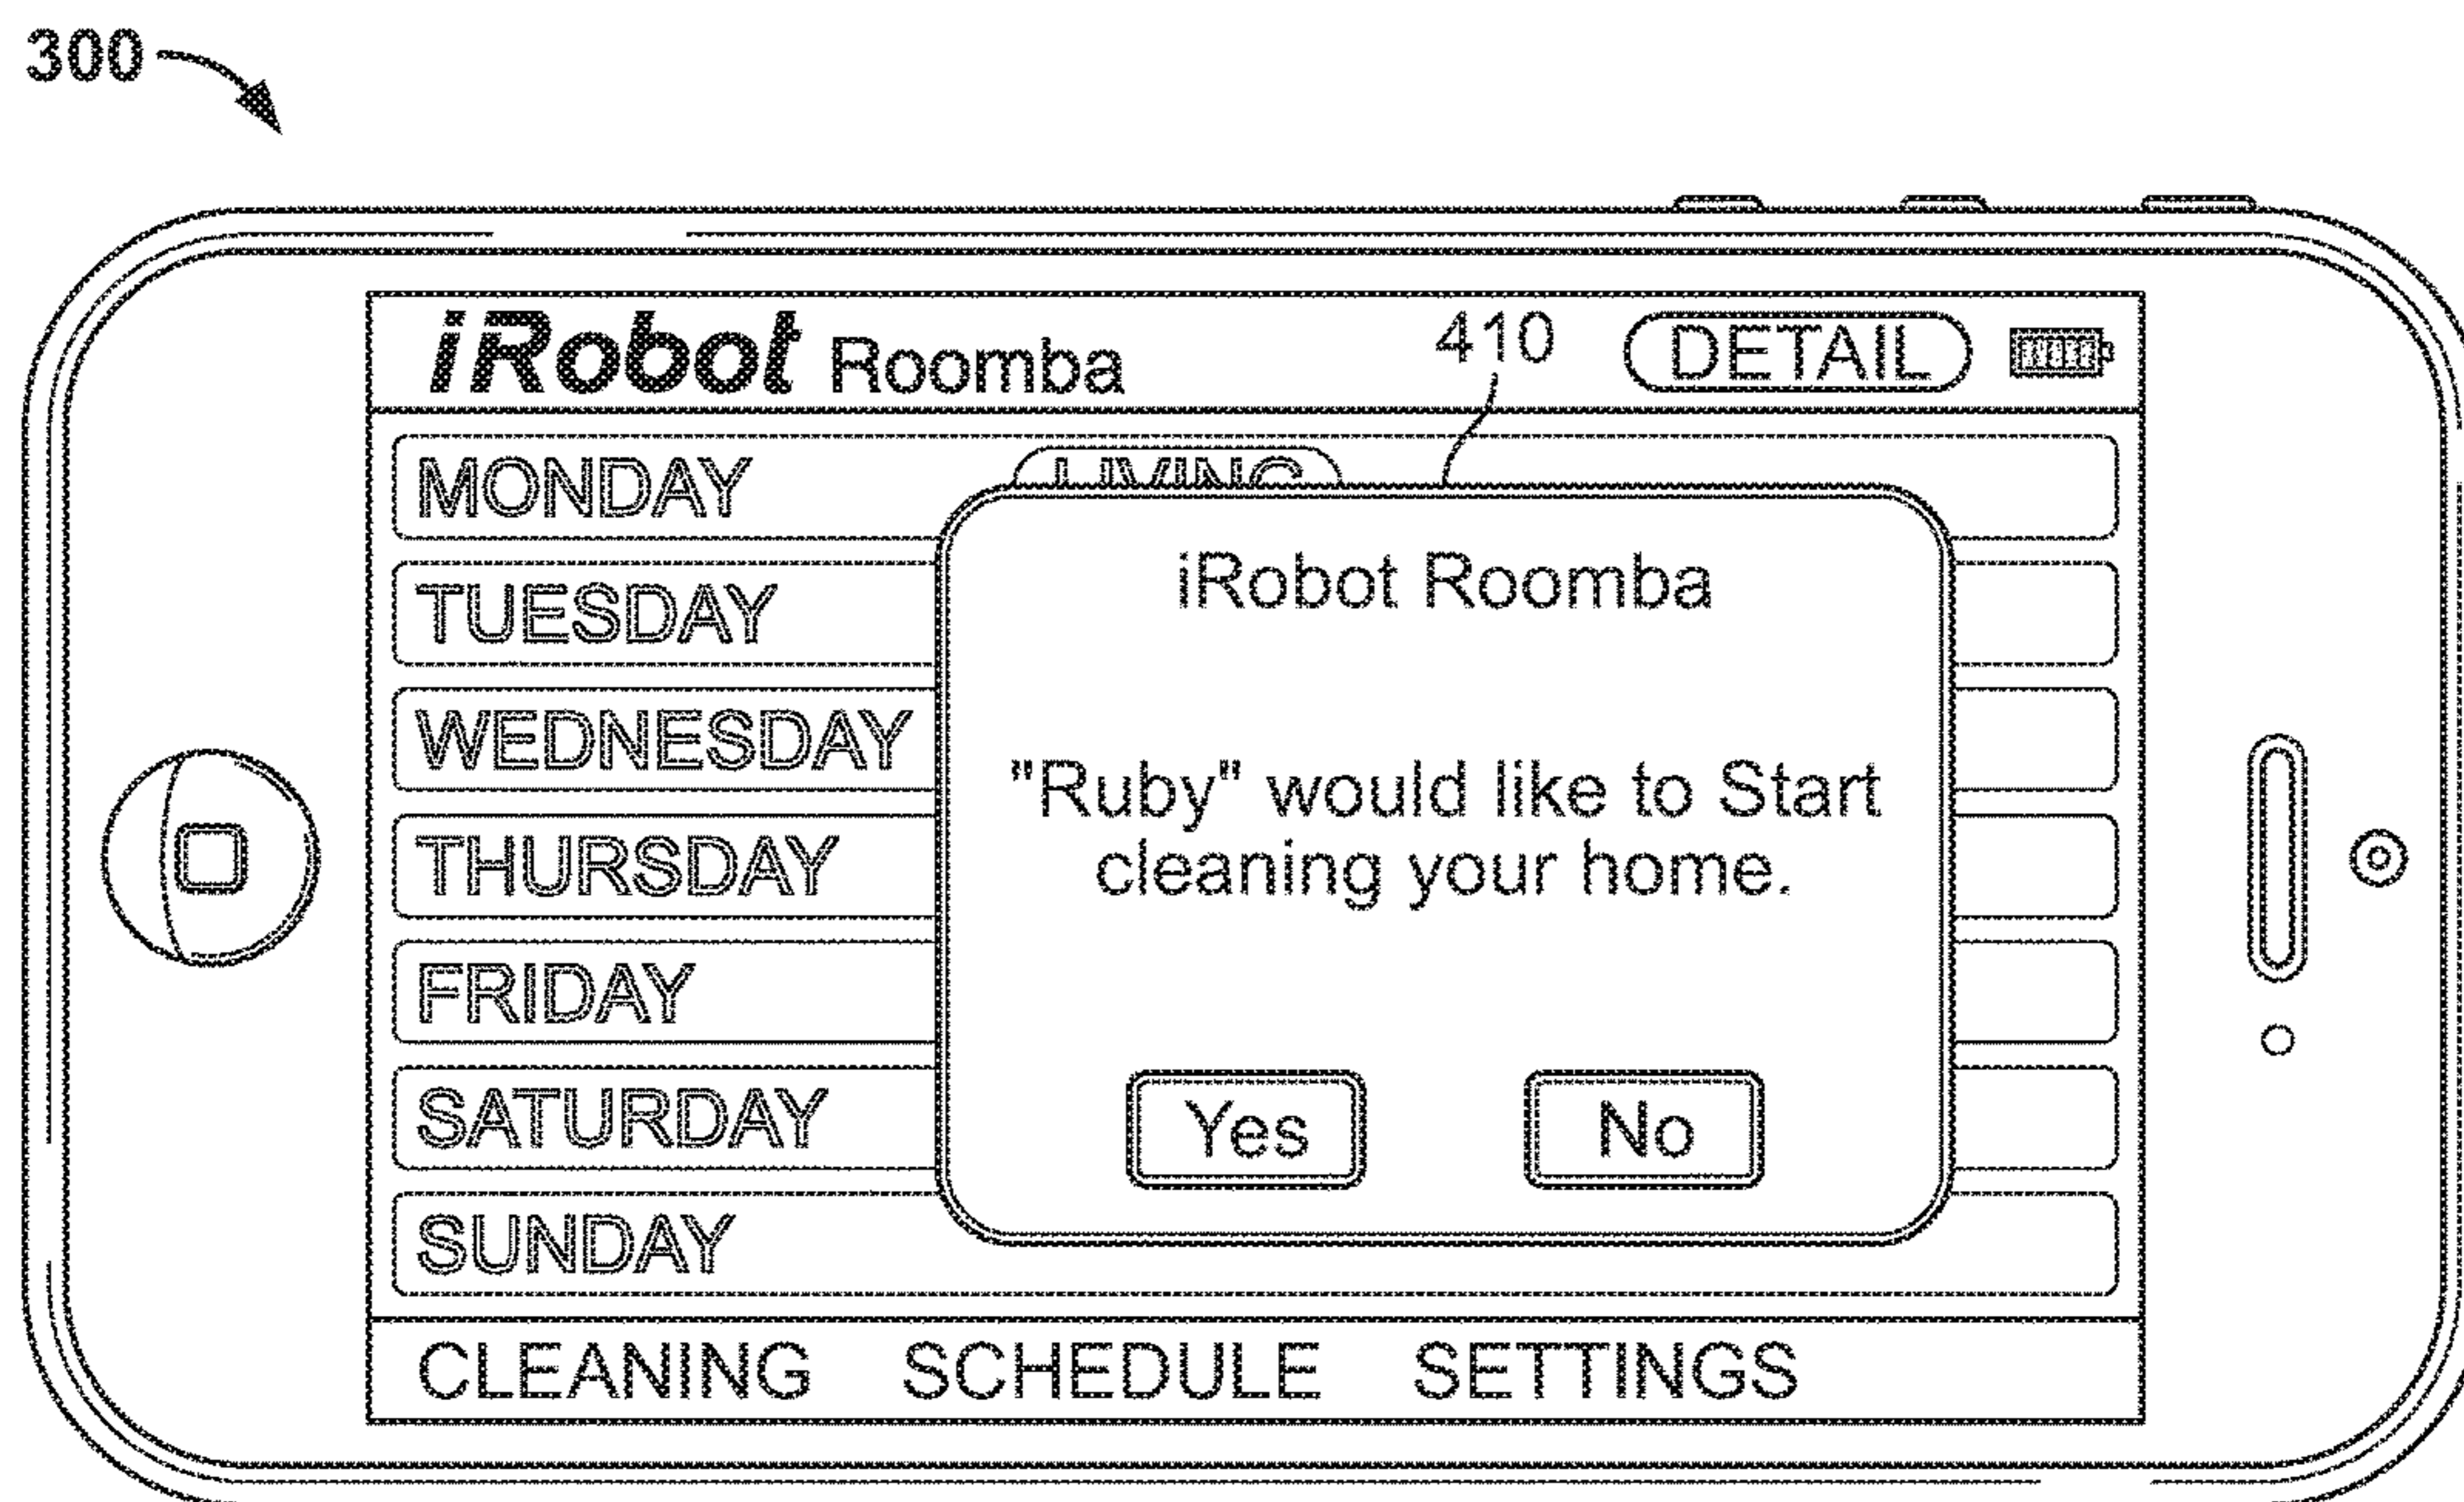 300
iRobot Roomba 410 DETAIL
MONDAY LIVING
TUESDAY
WEDNESDAY
THURSDAY
FRIDAY
SATURDAY
SUNDAY
iRobot Roomba
"Ruby" would like to Start
cleaning your home.
Yes No
CLEANING SCHEDULE SETTINGS